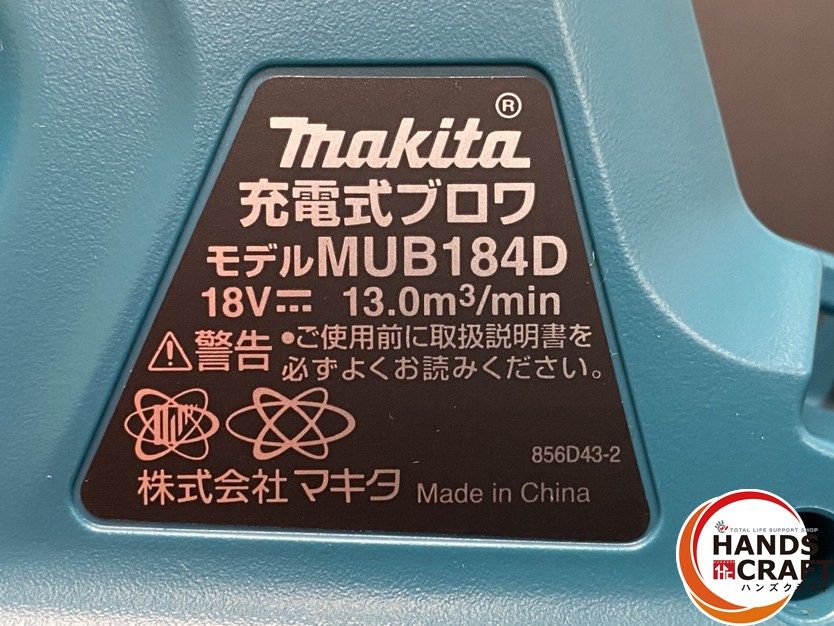 makita®
充電式ブロワ
モデルMUB184D
18V⎓ 13.0m³/min
⚠警告 •ご使用前に取扱説明書を
必ずよくお読みください。
856D43-2
株式会社 マキタ Made in China
TOTAL LIFE SUPPORT SHOP
HANDS
CRAFT
ハンズク